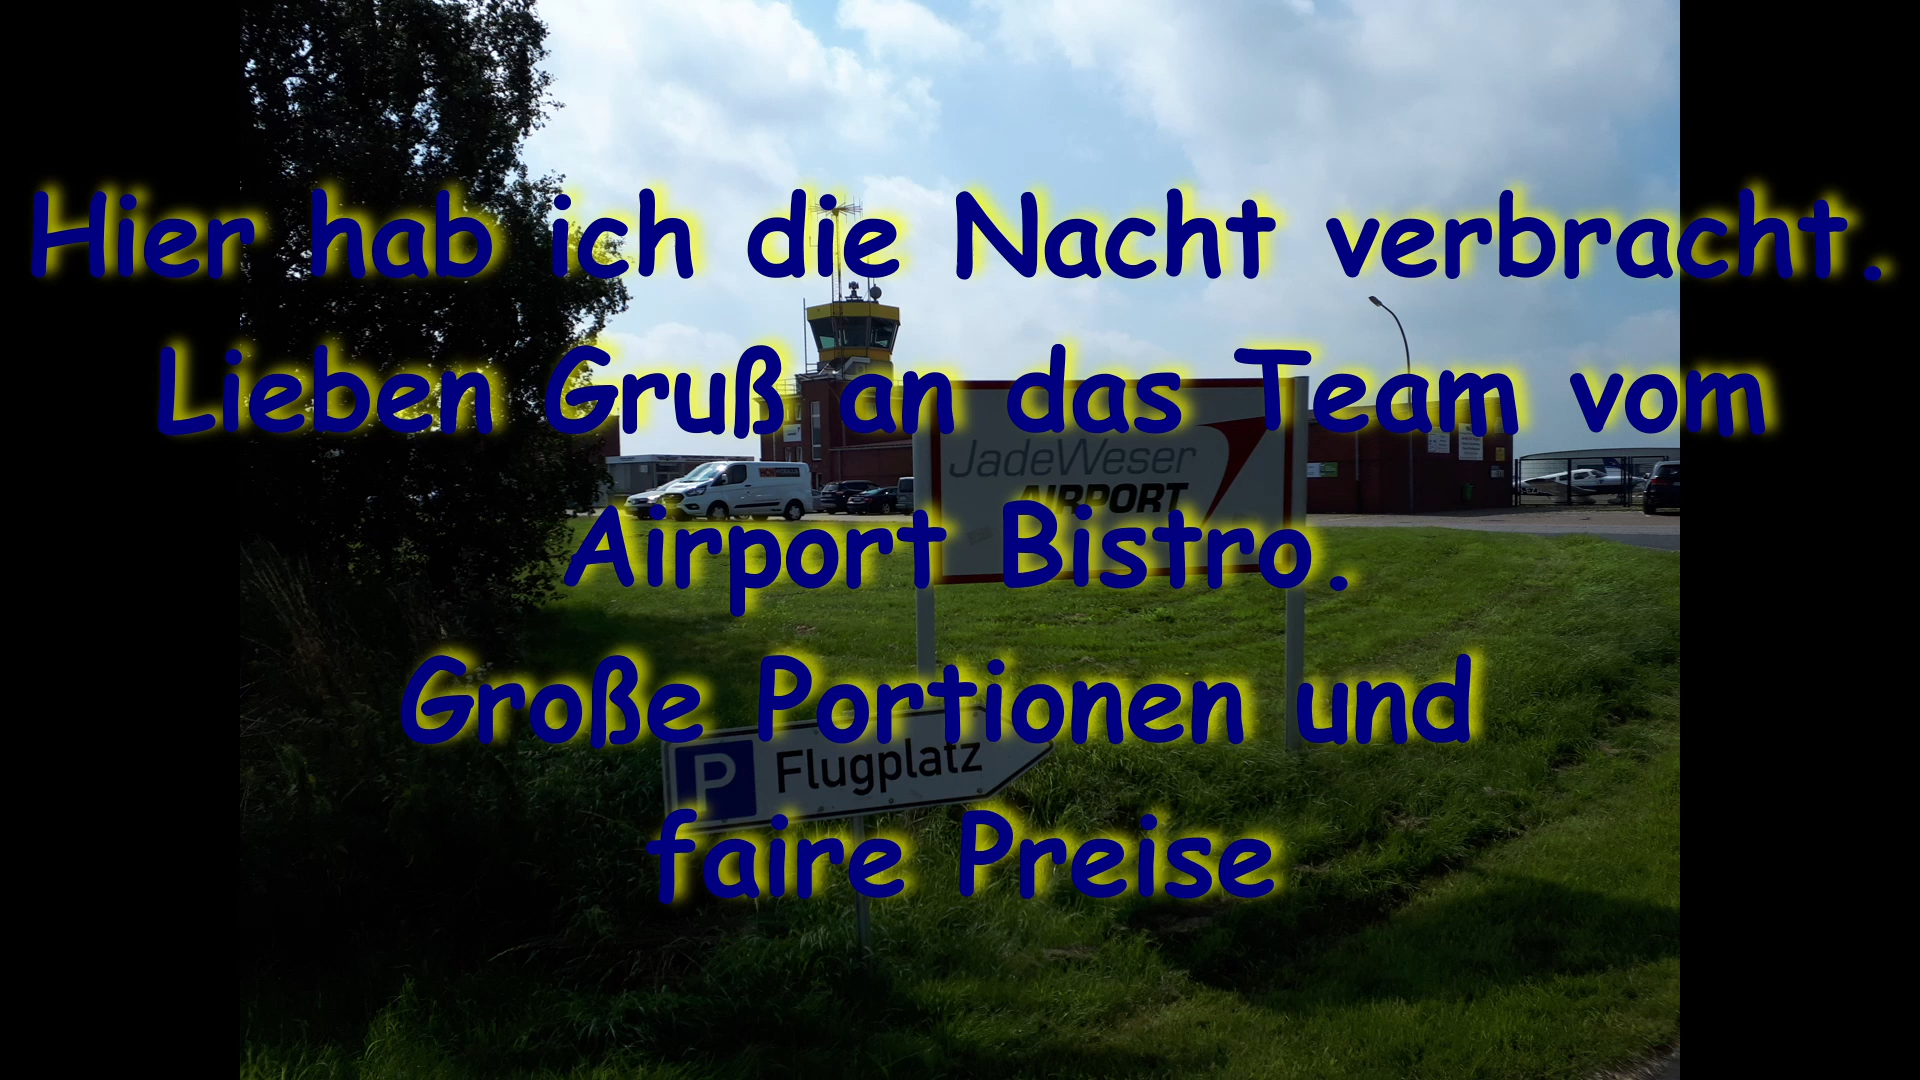 Hier hab ich die Nacht verbracht.
Lieben Gruß an das Team vom
JadeWeser
AIRPORT
Airport Bistro.
Große Portionen und
P Flugplatz
faire Preise